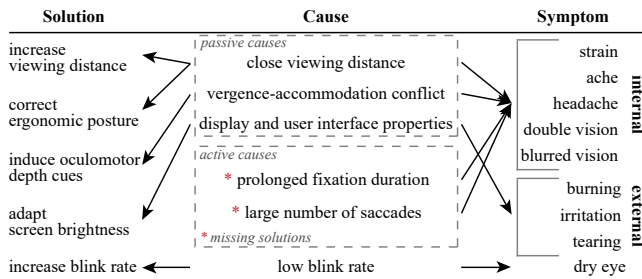 Solution
Cause
Symptom
increase
viewing distance
correct
ergonomic posture
induce oculomotor
depth cues
adapt
screen brightness
increase blink rate
passive causes
close viewing distance
vergence-accommodation conflict
display and user interface properties
active causes
* prolonged fixation duration
* large number of saccades
* missing solutions
low blink rate
strain
ache
headache
double vision
blurred vision
internal
burning
irritation
tearing
external
dry eye